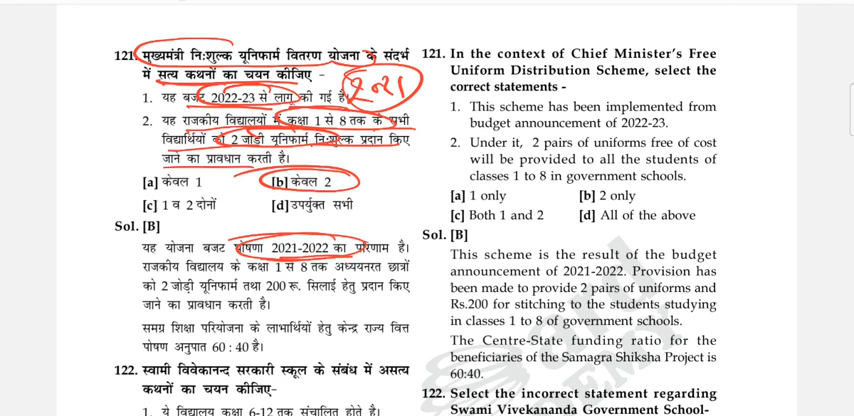 121. मुख्यमंत्री निःशुल्क यूनिफार्म वितरण योजना के संदर्भ
में सत्य कथनों का चयन कीजिए -
1. यह बजट 2022-23 से लागू की गई है।
2021
2. यह राजकीय विद्यालयों में कक्षा 1 से 8 तक के सभी
विद्यार्थियों को 2 जोड़ी यूनिफार्म निःशुल्क प्रदान किए
जाने का प्रावधान करती है।
[a] केवल 1 [b] केवल 2
[c] 1 व 2 दोनों [d] उपर्युक्त सभी
Sol. [B]
यह योजना बजट घोषणा 2021-2022 का परिणाम है।
राजकीय विद्यालय के कक्षा 1 से 8 तक अध्ययनरत छात्रों
को 2 जोड़ी यूनिफार्म तथा 200 रू. सिलाई हेतु प्रदान किए
जाने का प्रावधान करती है।
समग्र शिक्षा परियोजना के लाभार्थियों हेतु केन्द्र राज्य वित्त
पोषण अनुपात 60 : 40 है।
122. स्वामी विवेकानन्द सरकारी स्कूल के संबंध में असत्य
कथनों का चयन कीजिए-
1. ये विद्यालय कक्षा 6-12 तक संचालित होते हैं।
121. In the context of Chief Minister's Free
Uniform Distribution Scheme, select the
correct statements -
1. This scheme has been implemented from
budget announcement of 2022-23.
2. Under it, 2 pairs of uniforms free of cost
will be provided to all the students of
classes 1 to 8 in government schools.
[a] 1 only [b] 2 only
[c] Both 1 and 2 [d] All of the above
Sol. [B]
This scheme is the result of the budget
announcement of 2021-2022. Provision has
been made to provide 2 pairs of uniforms and
Rs.200 for stitching to the students studying
in classes 1 to 8 of government schools.
The Centre-State funding ratio for the
beneficiaries of the Samagra Shiksha Project is
60:40.
122. Select the incorrect statement regarding
Swami Vivekananda Government School-